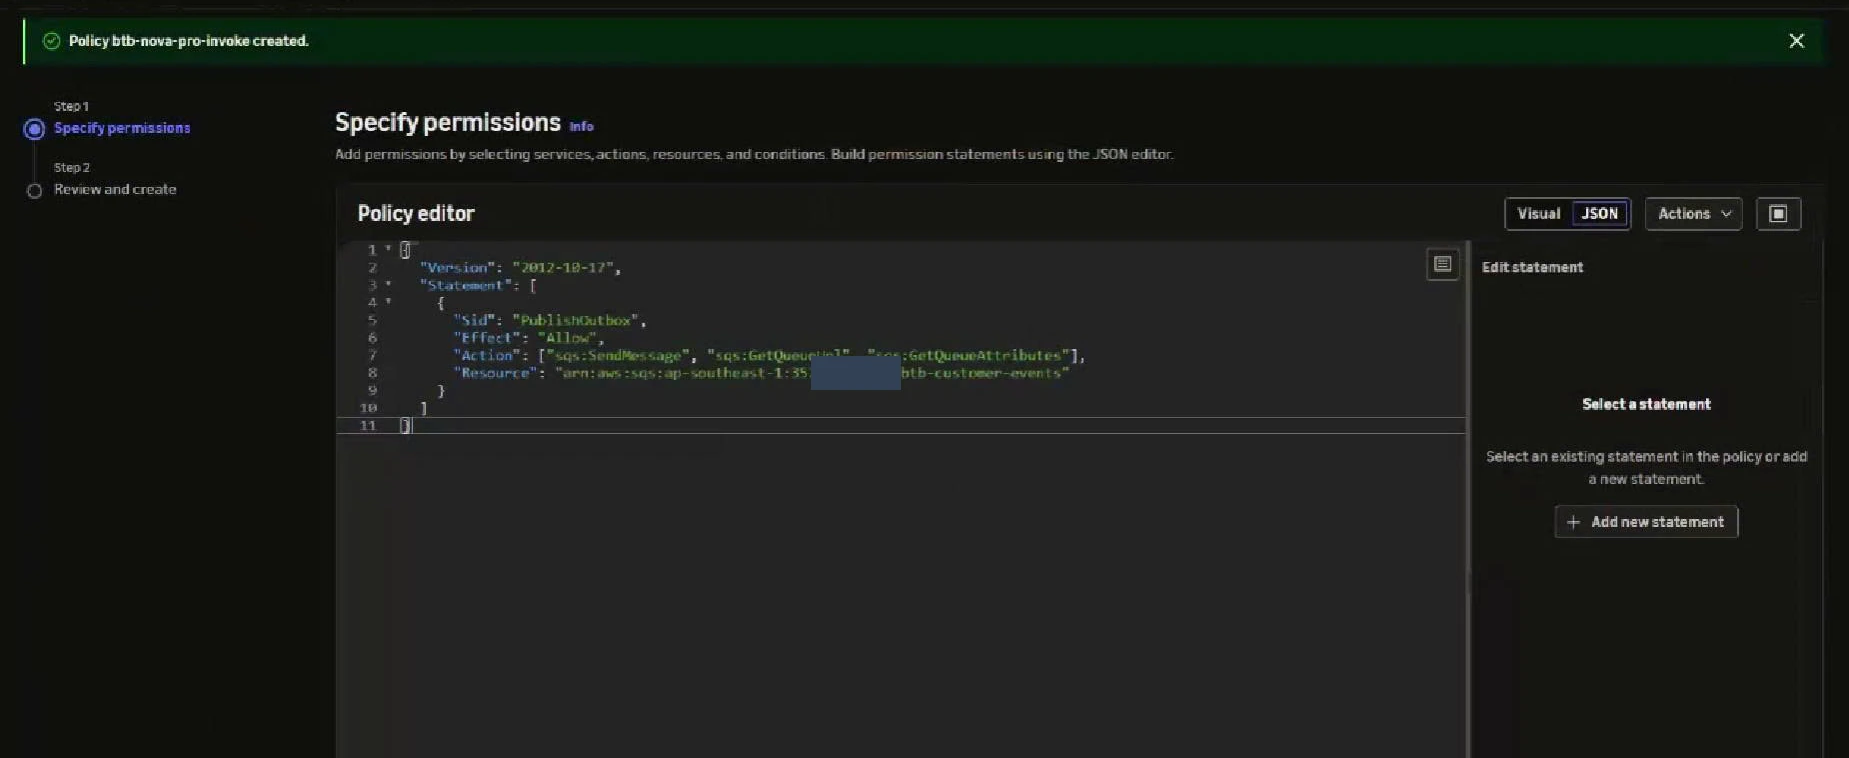 Policy btb-nova-pro-invoke created.
Step 1
Specify permissions
Step 2
Review and create
Specify permissions Info
Add permissions by selecting services, actions, resources, and conditions. Build permission statements using the JSON editor.
Policy editor
Visual JSON Actions
1 {
2 "Version": "2012-10-17",
3 "Statement": [
4 {
5 "Sid": "PublishOutbox",
6 "Effect": "Allow",
7 "Action": ["sqs:SendMessage", "sqs:GetQueueUrl", "sqs:GetQueueAttributes"],
8 "Resource": "arn:aws:sqs:ap-southeast-1:35 btb-customer-events"
9 }
10 ]
11 }
Edit statement
Select a statement
Select an existing statement in the policy or add
a new statement.
+ Add new statement